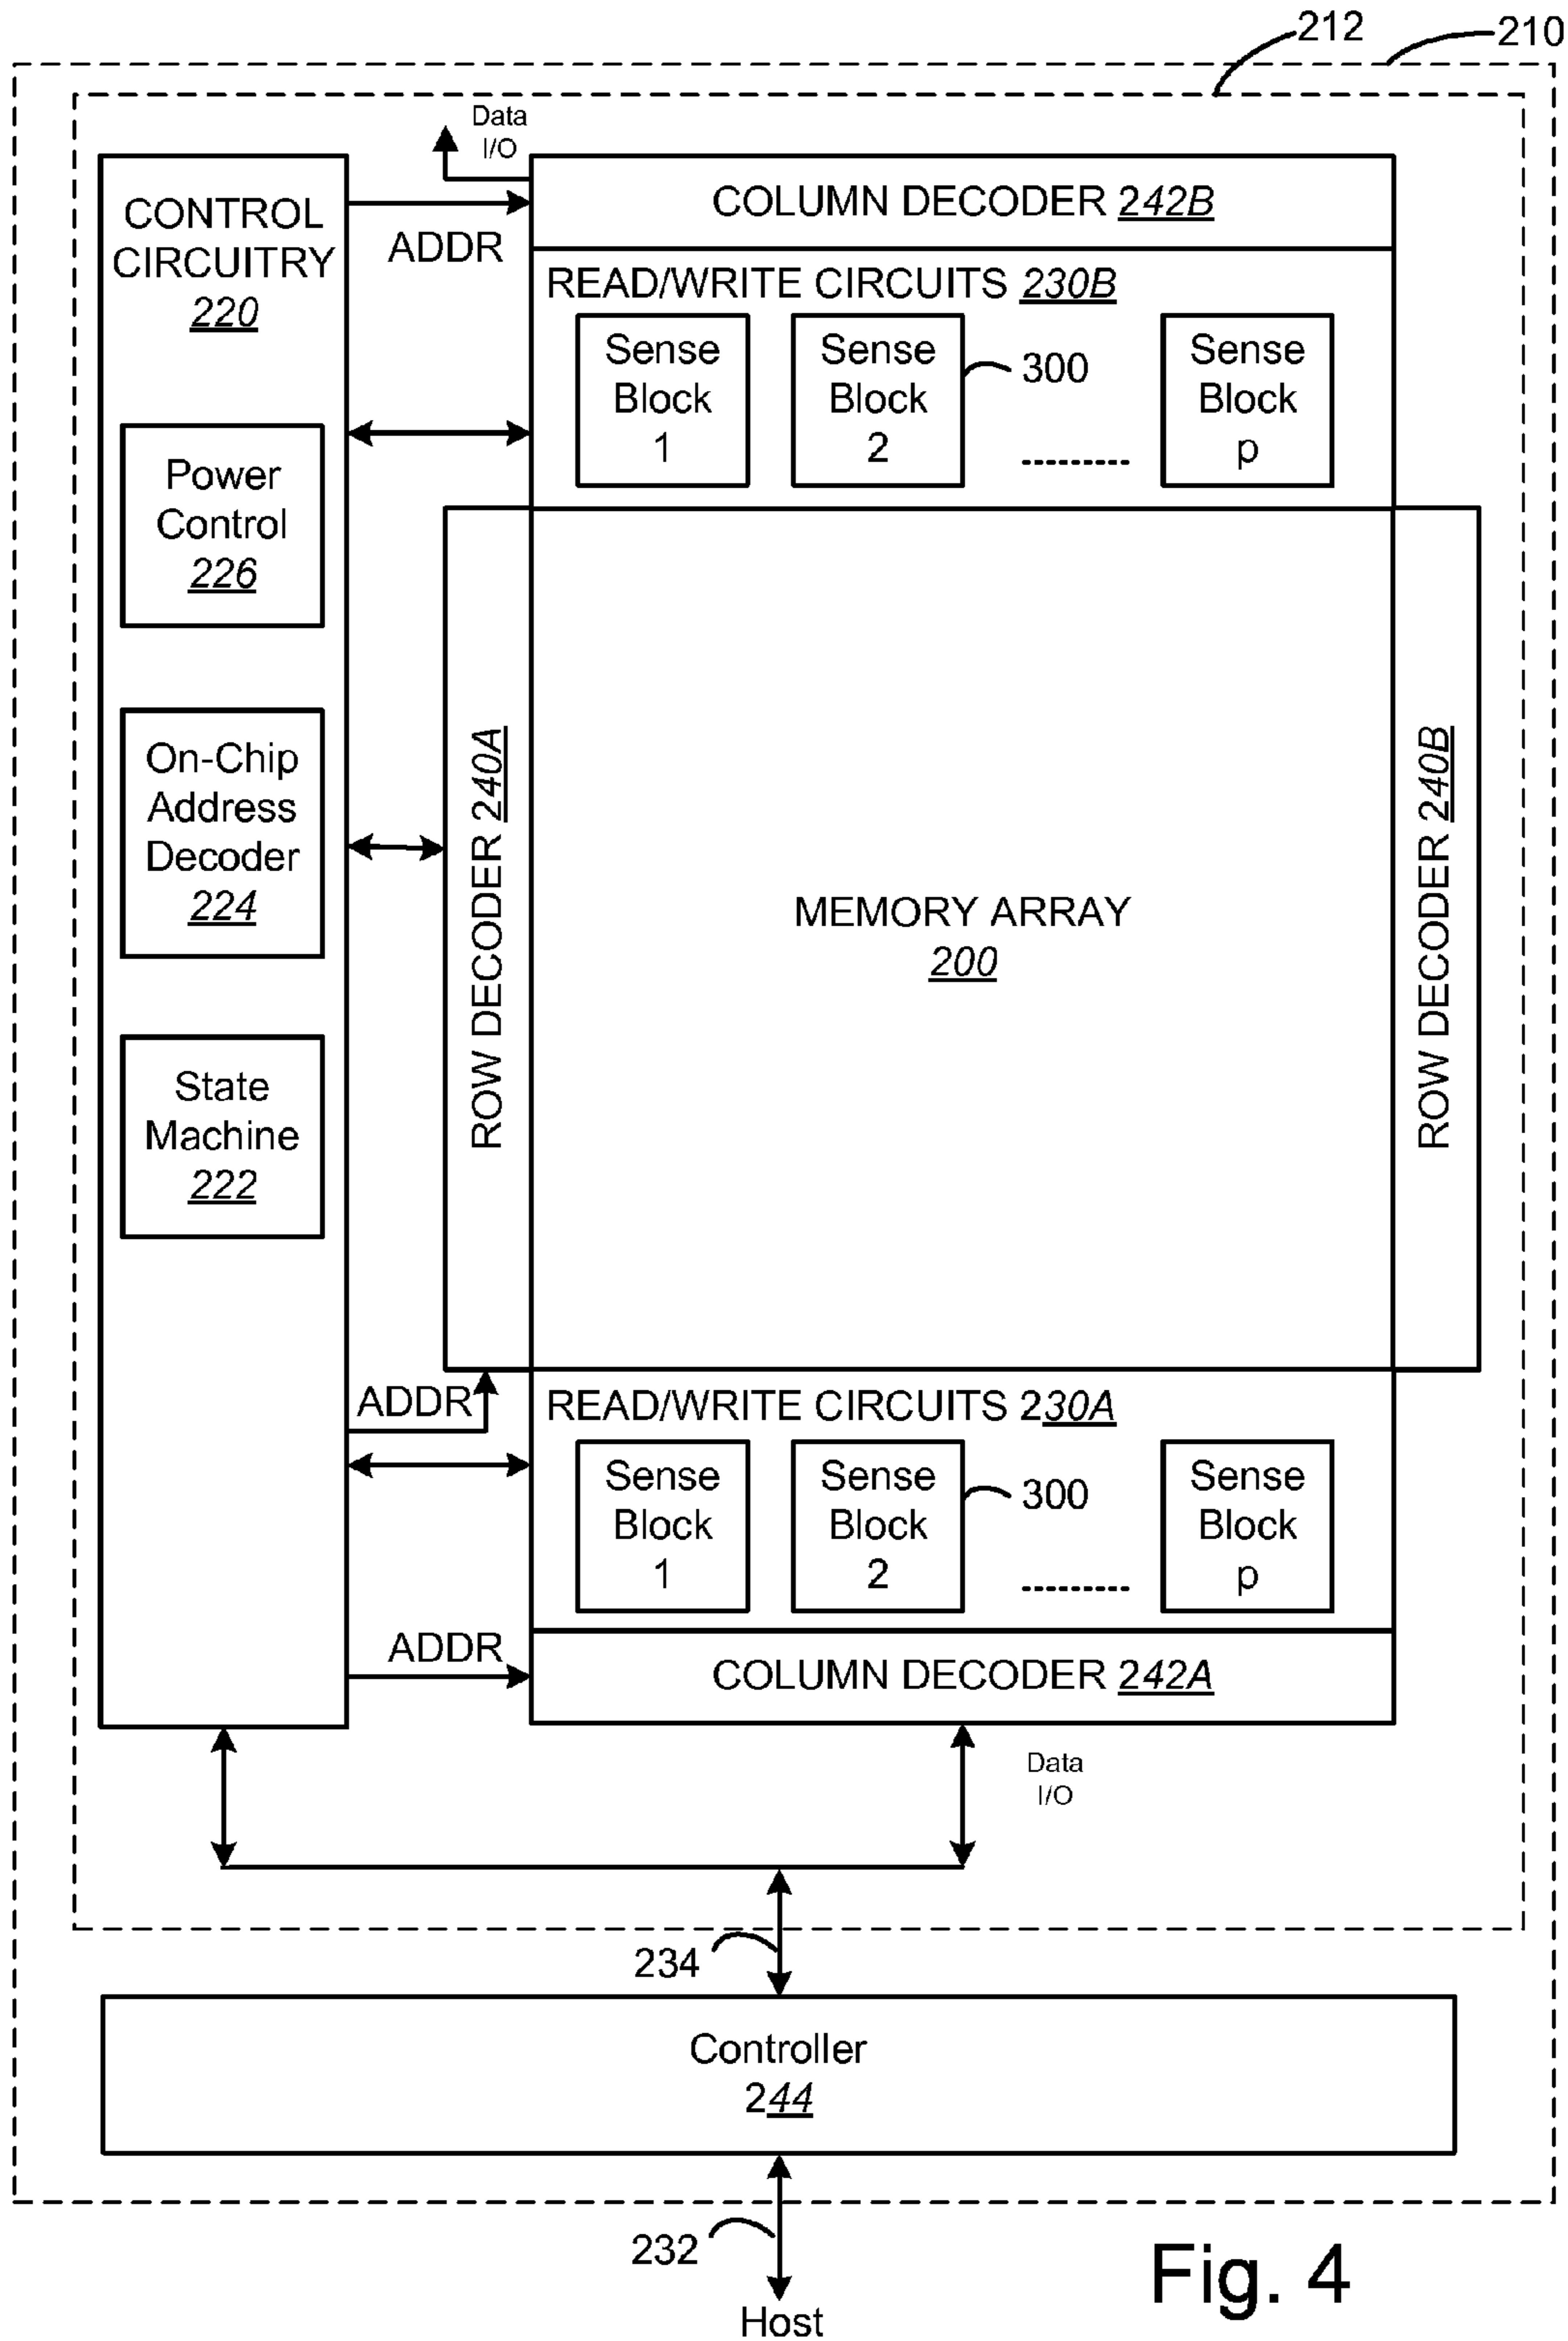 212
210
Data
I/O
CONTROL
CIRCUITRY
220
ADDR
COLUMN DECODER 242B
READ/WRITE CIRCUITS 230B
Sense
Block
1
Sense
Block
2
300
.........
Sense
Block
p
Power
Control
226
On-Chip
Address
Decoder
224
State
Machine
222
ROW DECODER 240A
MEMORY ARRAY
200
ROW DECODER 240B
ADDR
READ/WRITE CIRCUITS 230A
Sense
Block
1
Sense
Block
2
300
.........
Sense
Block
p
ADDR
COLUMN DECODER 242A
Data
I/O
234
Controller
244
232
Host
Fig. 4